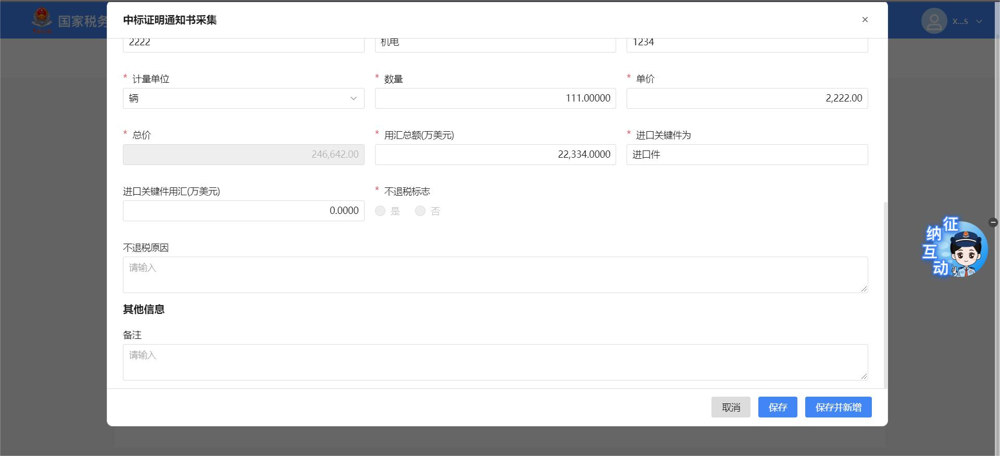 国家税务
中标证明通知书采集
x...s
2222
机电
1234
* 计量单位
* 数量
* 单价
辆
111.00000
2,222.00
* 总价
* 用汇总额(万美元)
* 进口关键件为
246,642.00
22,334.0000
进口件
进口关键件用汇(万美元)
* 不退税标志
0.0000
是
否
不退税原因
请输入
其他信息
备注
请输入
取消
保存
保存并新增
征
纳
互
动